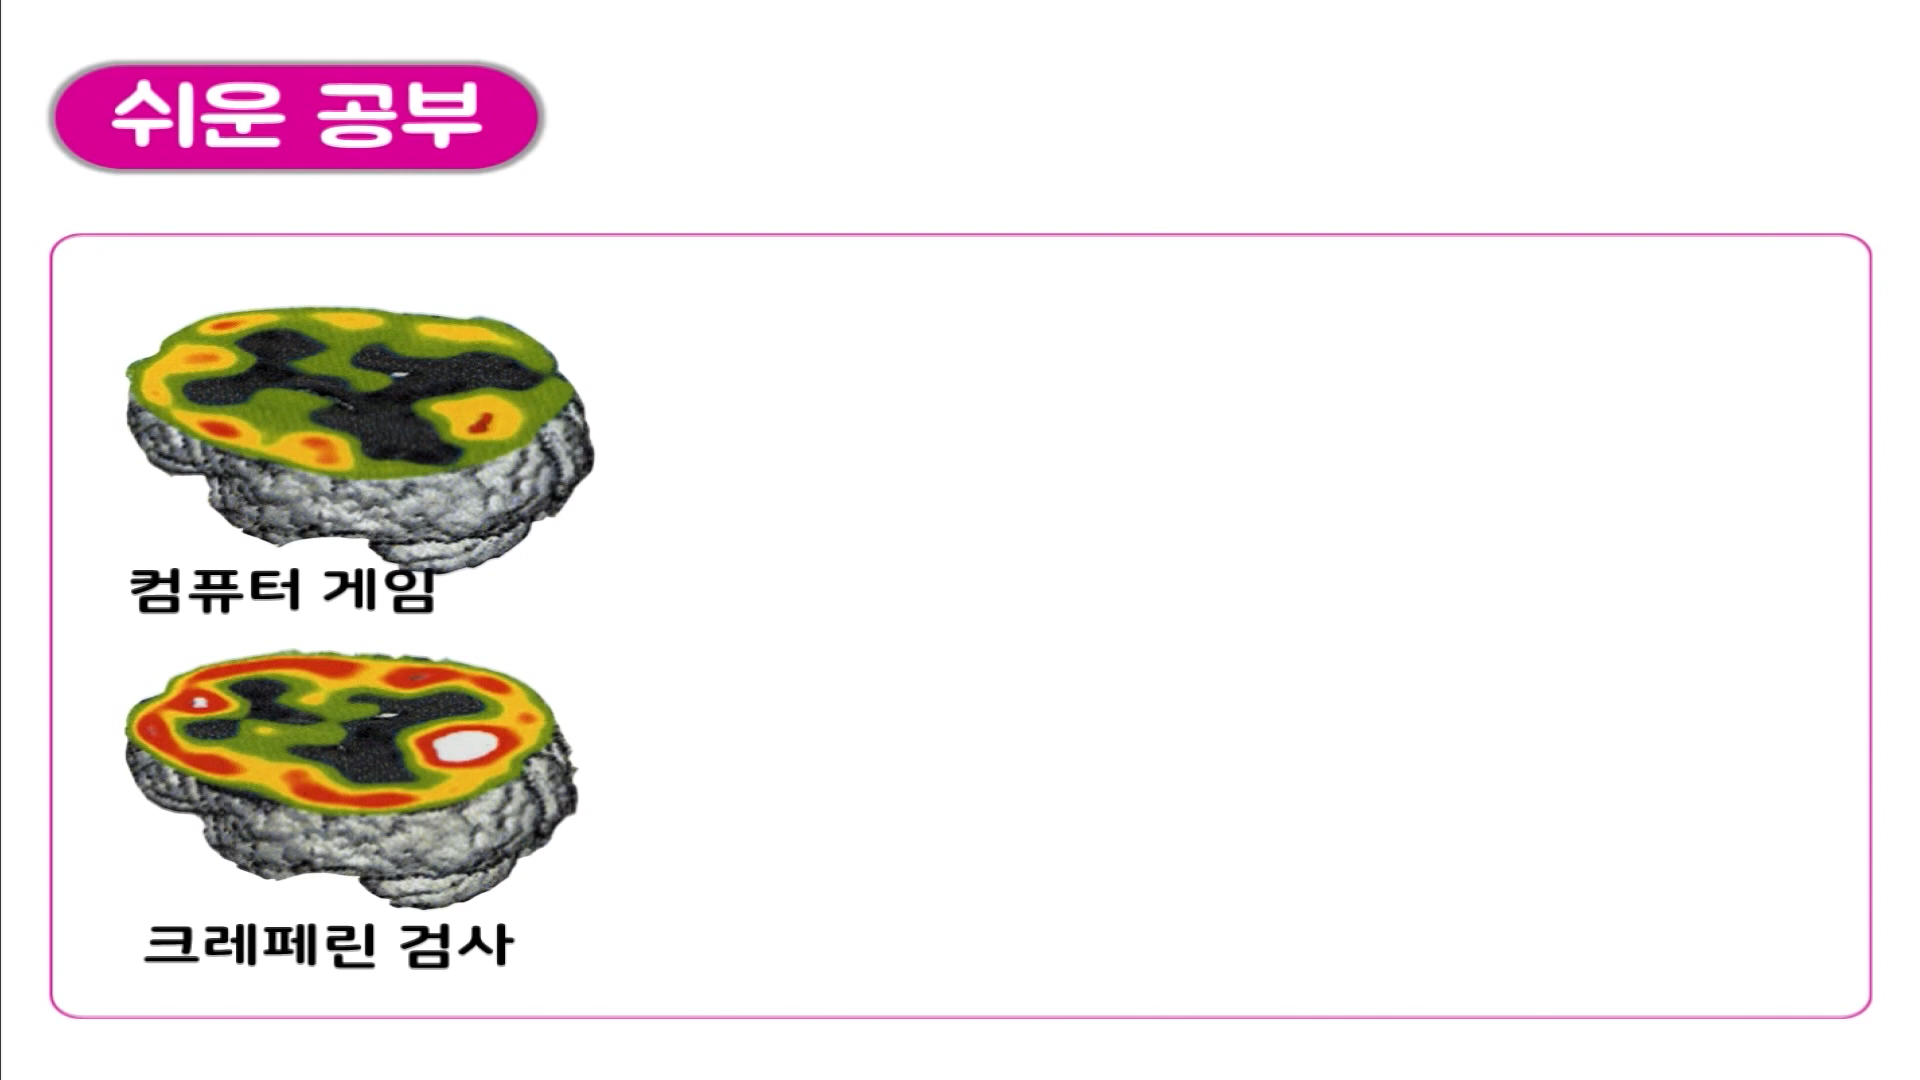 쉬운 공부
컴퓨터 게임
크레페린 검사